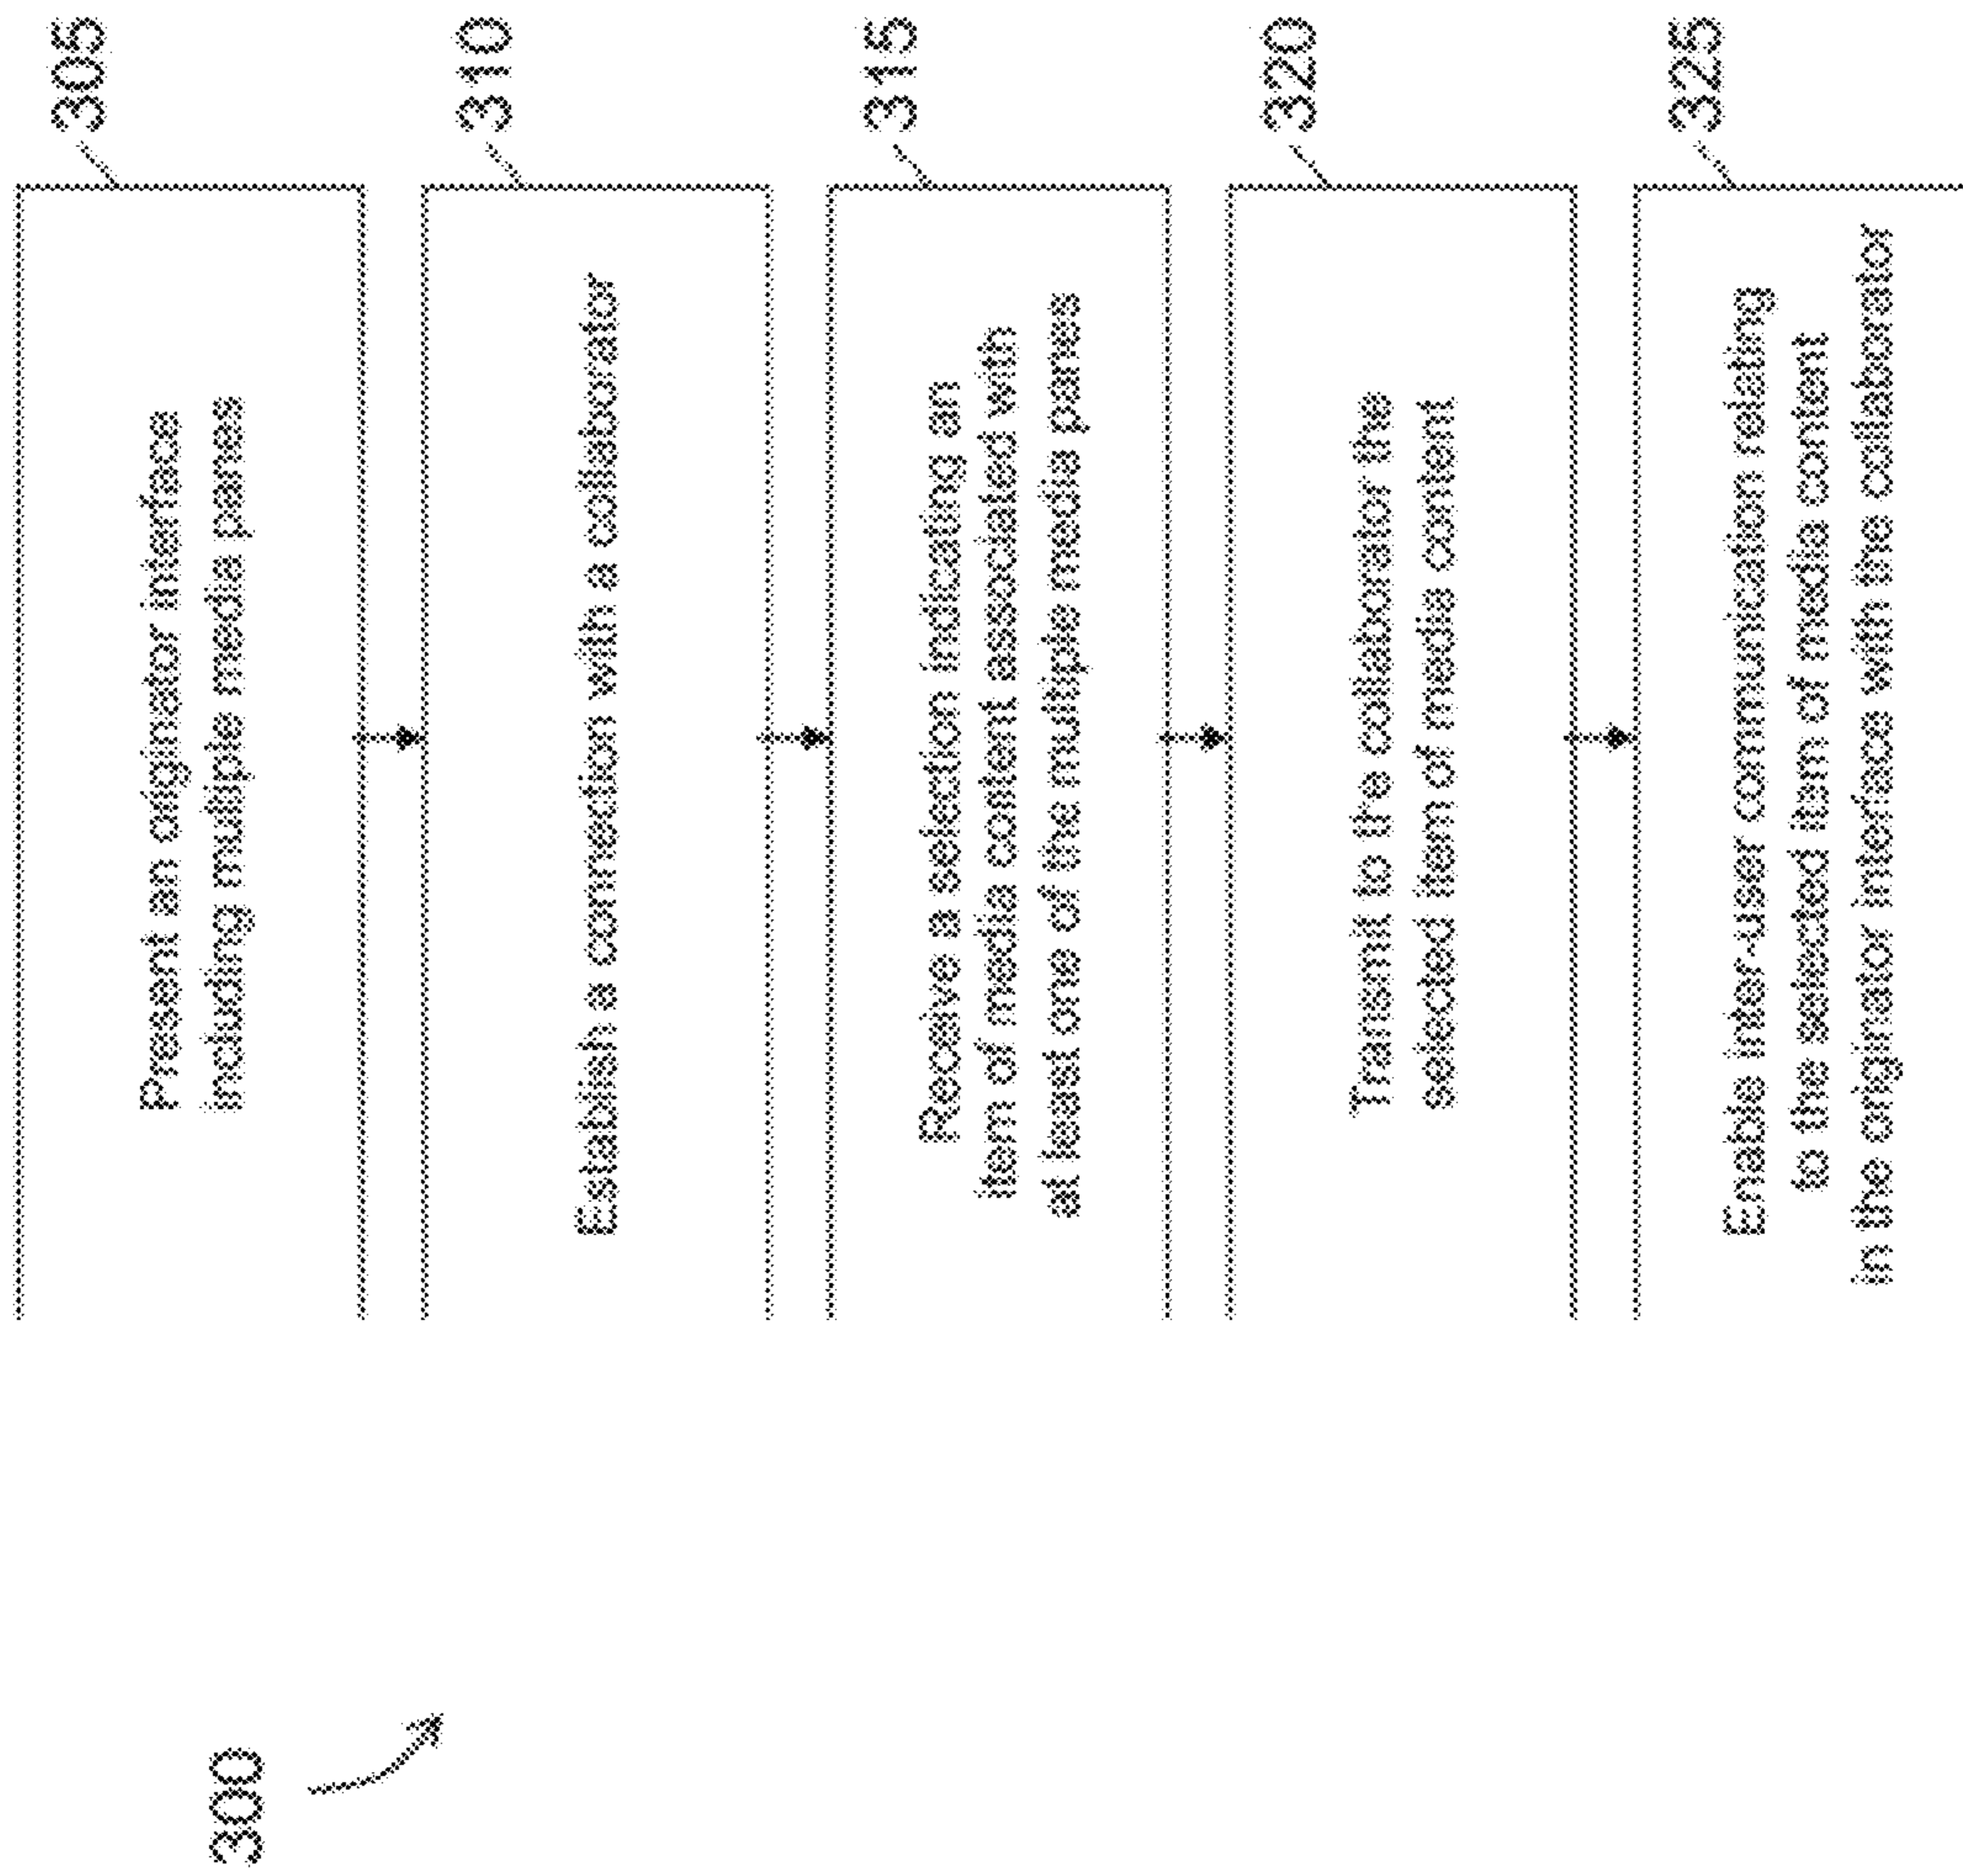 300
305
Present an originator interface
including multiple media panes
310
Establish a connection with a collaborator
315
Receive a selection indicating an
item of media content associated with
at least one of the multiple media panes
320
Transmit to the collaborator the
selected item of media content
325
Enable inter-user communication relating
to the selected item of media content
in the originator interface with the collaborator